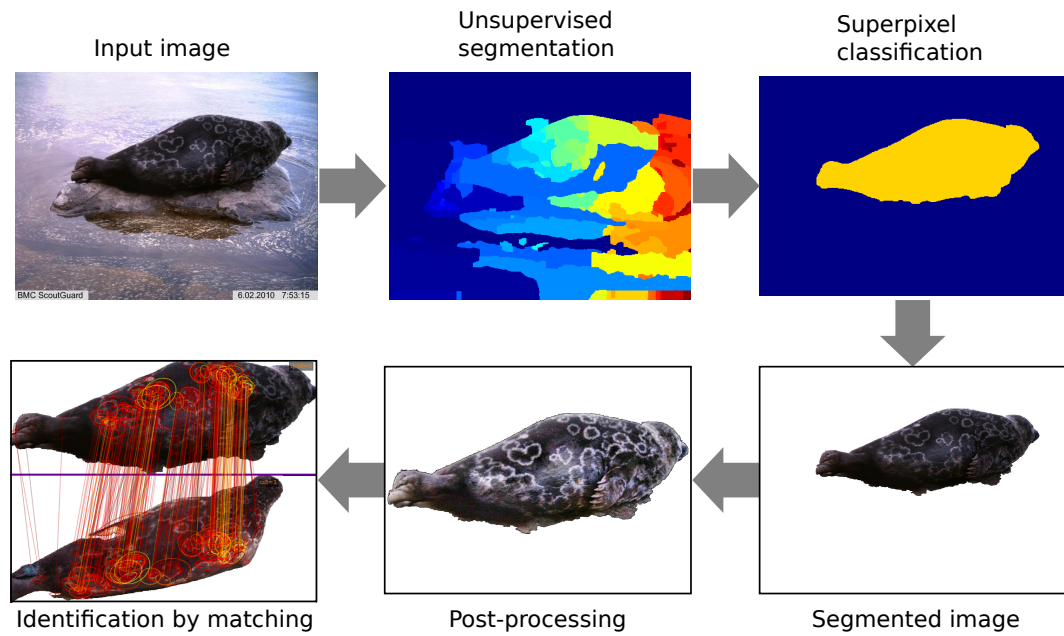 Input image
Unsupervised
segmentation
Superpixel
classification
BMC ScoutGuard 6.02.2010 7:53:15
Identification by matching
Post-processing
Segmented image